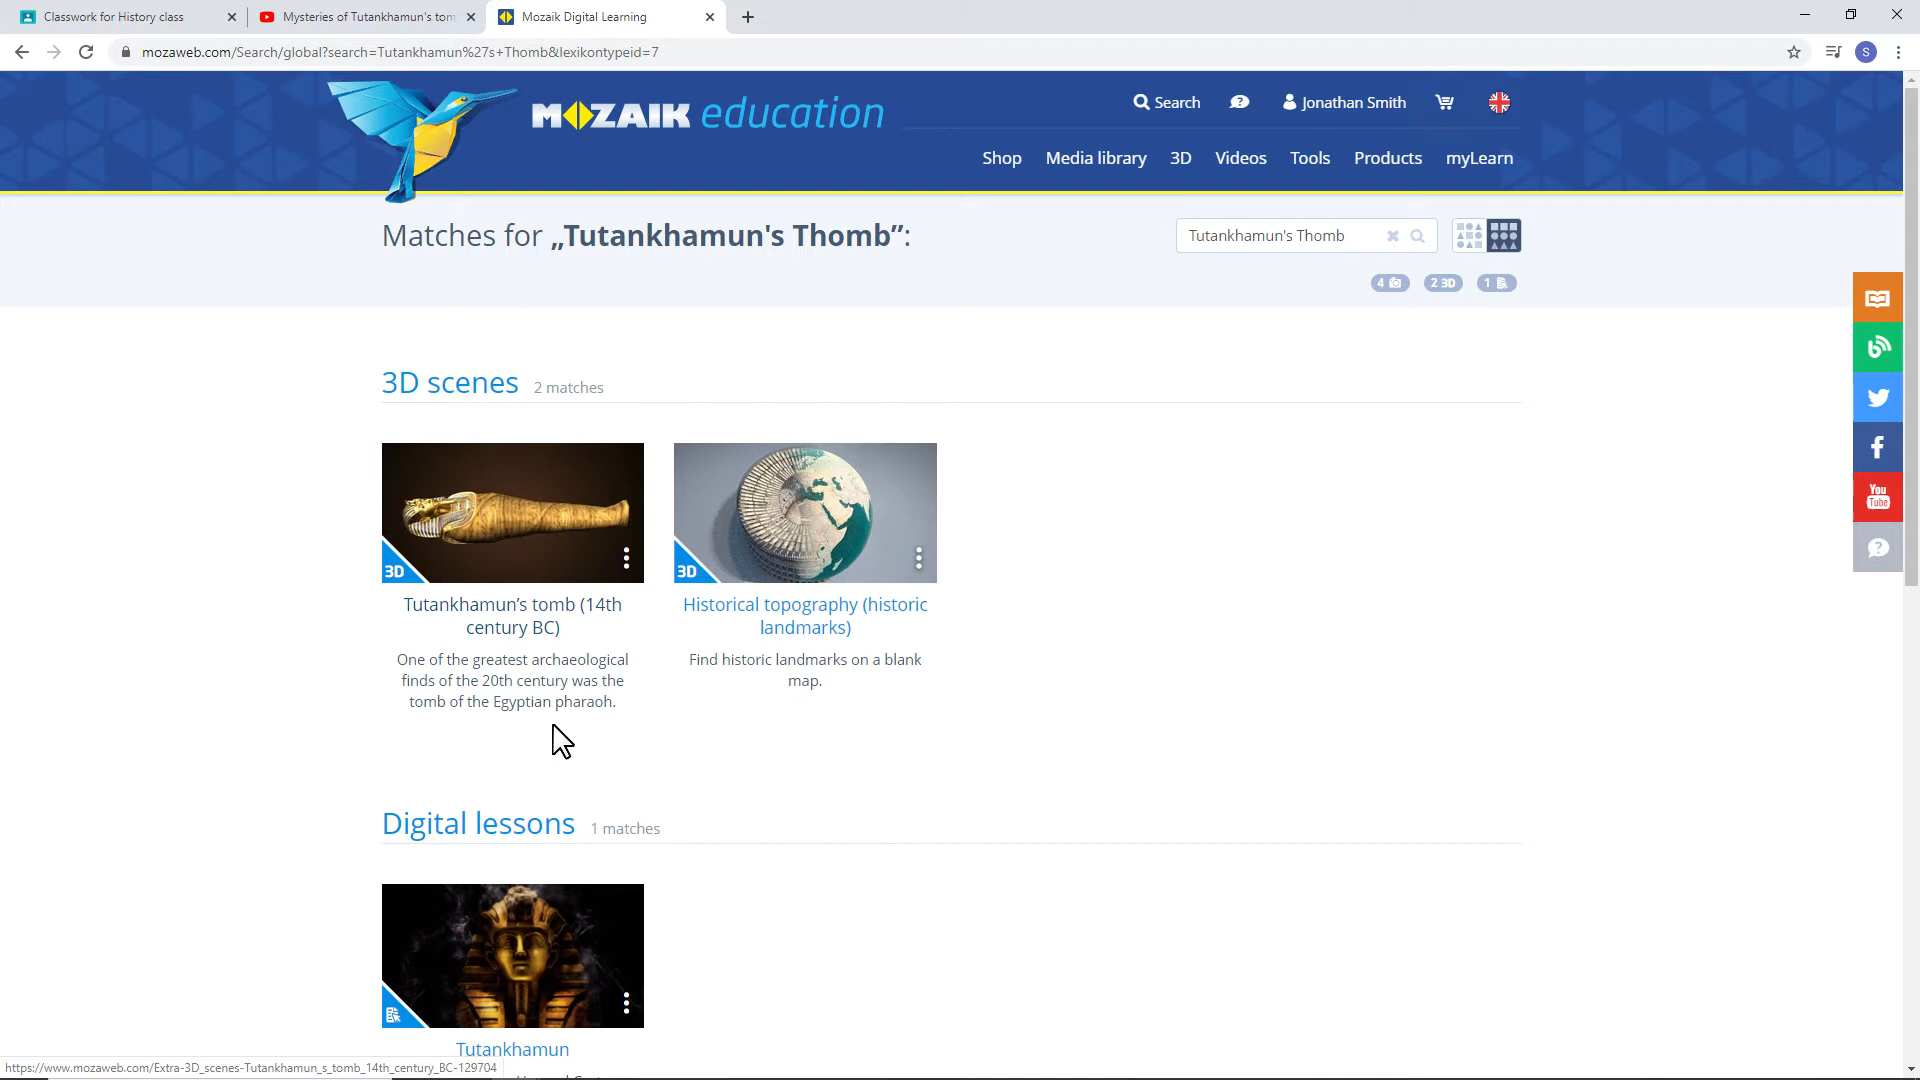 Classwork for History class
Mysteries of Tutankhamun's tom
Mozaik Digital Learning
mozaweb.com/Search/global?search=Tutankhamun%27s+Thomb&lexikontypeid=7
S
MOZAIK education
Search
Jonathan Smith
Shop
Media library
3D
Videos
Tools
Products
myLearn
Matches for „Tutankhamun's Thomb”:
Tutankhamun's Thomb
4
2 3D
1
3D scenes 2 matches
3D
Tutankhamun’s tomb (14th
century BC)
One of the greatest archaeological
finds of the 20th century was the
tomb of the Egyptian pharaoh.
3D
Historical topography (historic
landmarks)
Find historic landmarks on a blank
map.
You
Tube
Digital lessons 1 matches
Tutankhamun
https://www.mozaweb.com/Extra-3D_scenes-Tutankhamun_s_tomb_14th_century_BC-129704